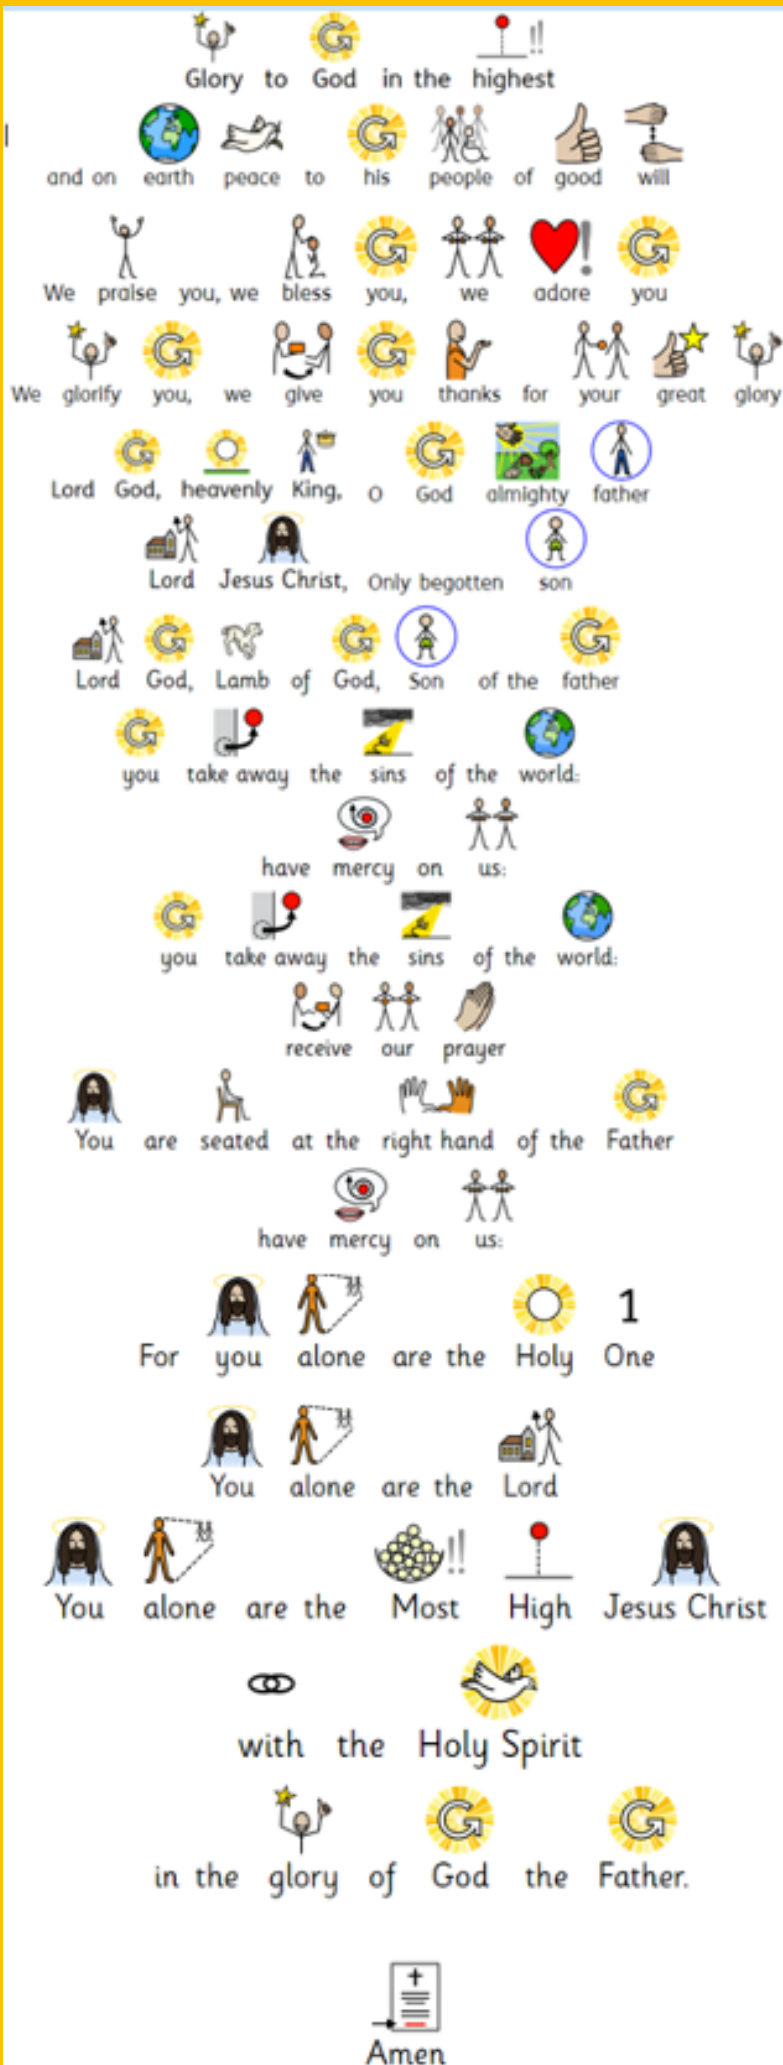 Glory to God in the highest
and on earth peace to his people of good will
We praise you, we bless you, we adore you
We glorify you, we give you thanks for your great glory
Lord God, heavenly King, O God almighty father
Lord Jesus Christ, Only begotten son
Lord God, Lamb of God, Son of the father
you take away the sins of the world:
have mercy on us:
you take away the sins of the world:
receive our prayer
You are seated at the right hand of the Father
have mercy on us:
1
For you alone are the Holy One
You alone are the Lord
You alone are the Most High Jesus Christ
with the Holy Spirit
in the glory of God the Father.
Amen